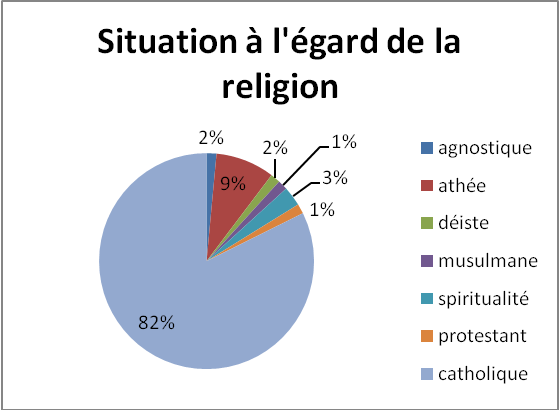 Situation à l'égard de la
religion
2%
9%
2%
1%
3%
1%
82%
agnostique
athée
déiste
musulmane
spiritualité
protestant
catholique